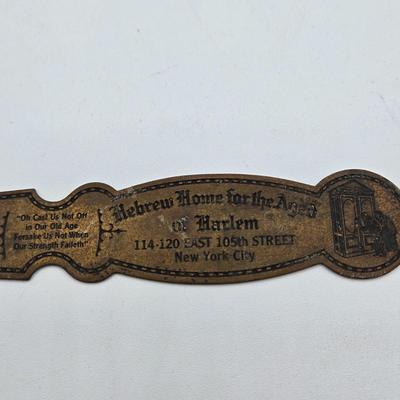 "Oh Cast Us Not Off
in Our Old Age
Forsake Us Not When
Our Strength Faileth"
Hebrew Home for the Aged
of Harlem
114-120 EAST 105th STREET
New York City